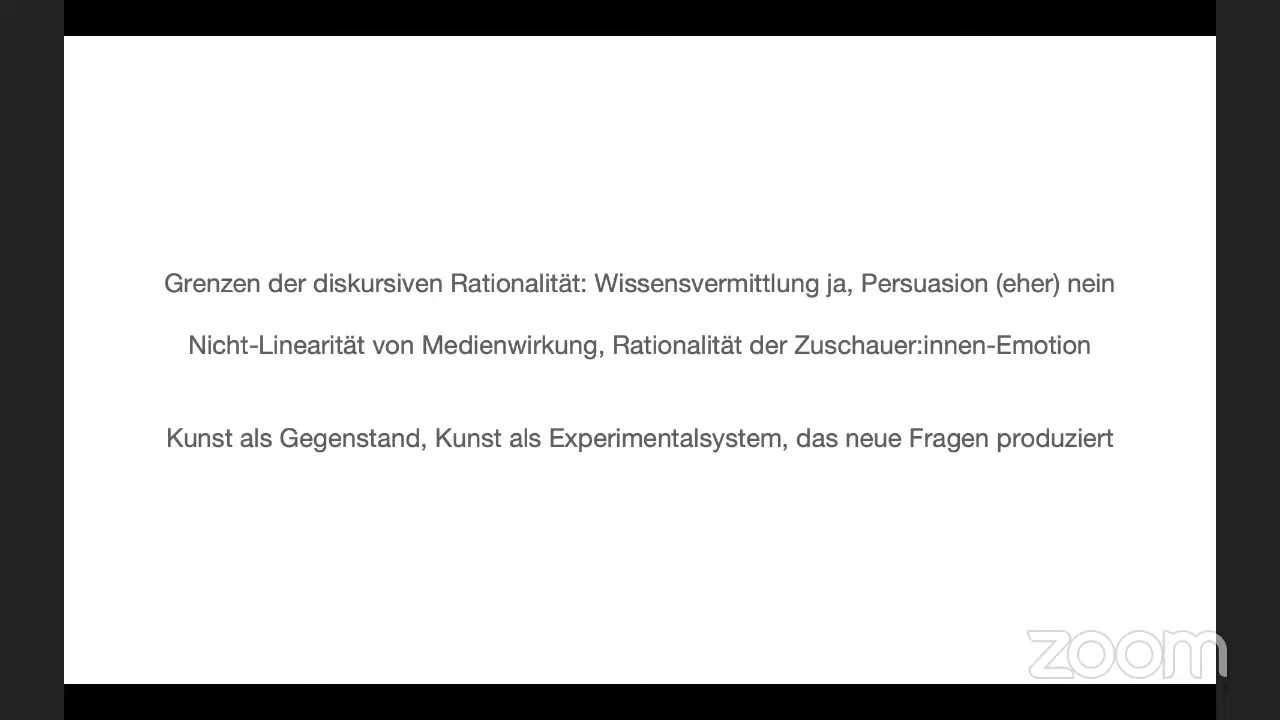 Grenzen der diskursiven Rationalität: Wissensvermittlung ja, Persuasion (eher) nein
Nicht-Linearität von Medienwirkung, Rationalität der Zuschauer:innen-Emotion
Kunst als Gegenstand, Kunst als Experimentalsystem, das neue Fragen produziert
zoom